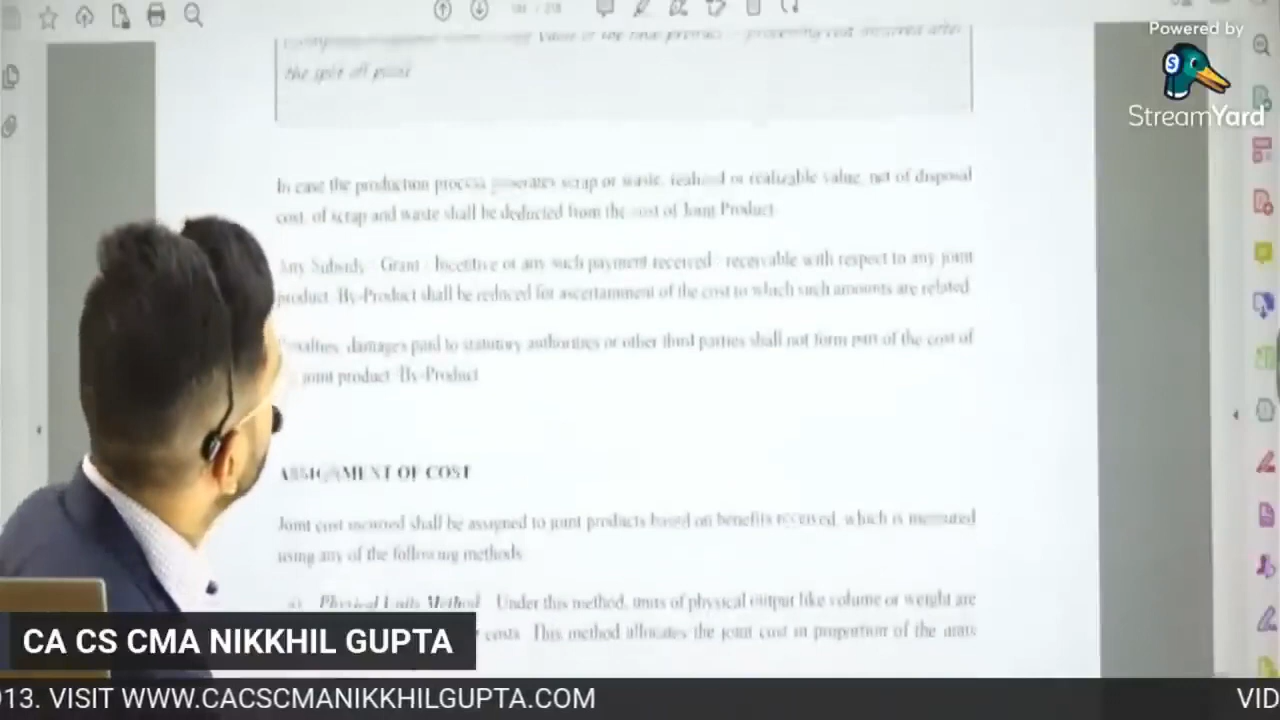 Powered by
StreamYard
the split off point
In case the production process generates scrap or waste, realized or realizable value, net of disposal
cost, of scrap and waste shall be deducted from the cost of Joint Product
Any Subsidy Grant Incentive or any such payment received receivable with respect to any joint
product By-Product shall be reduced for ascertainment of the cost to which such amounts are related
damages paid to statutory authorities or other third parties shall not form part of the cost of
joint product By-Product
ASSIGNMENT OF COST
Joint cost incurred shall be assigned to joint products based on benefits received, which is measured
using any of the following methods
a) Physical Units Method Under this method, units of physical output like volume or weight are
costs This method allocates the joint cost in proportion of the units
CA CS CMA NIKKHIL GUPTA
013. VISIT WWW.CACSCMANIKKHILGUPTA.COM
VID